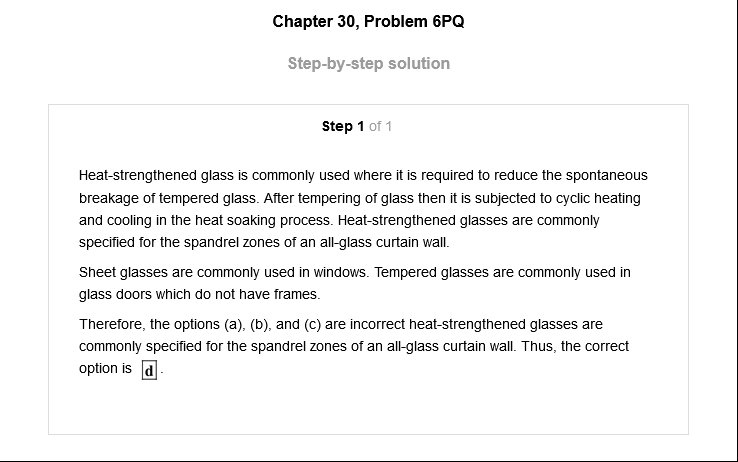 Chapter 30, Problem 6PQ
Step-by-step solution
Step 1 of 1
Heat-strengthened glass is commonly used where it is required to reduce the spontaneous
breakage of tempered glass. After tempering of glass then it is subjected to cyclic heating
and cooling in the heat soaking process. Heat-strengthened glasses are commonly
specified for the spandrel zones of an all-glass curtain wall.
Sheet glasses are commonly used in windows. Tempered glasses are commonly used in
glass doors which do not have frames.
Therefore, the options (a), (b), and (c) are incorrect heat-strengthened glasses are
commonly specified for the spandrel zones of an all-glass curtain wall. Thus, the correct
option is d.